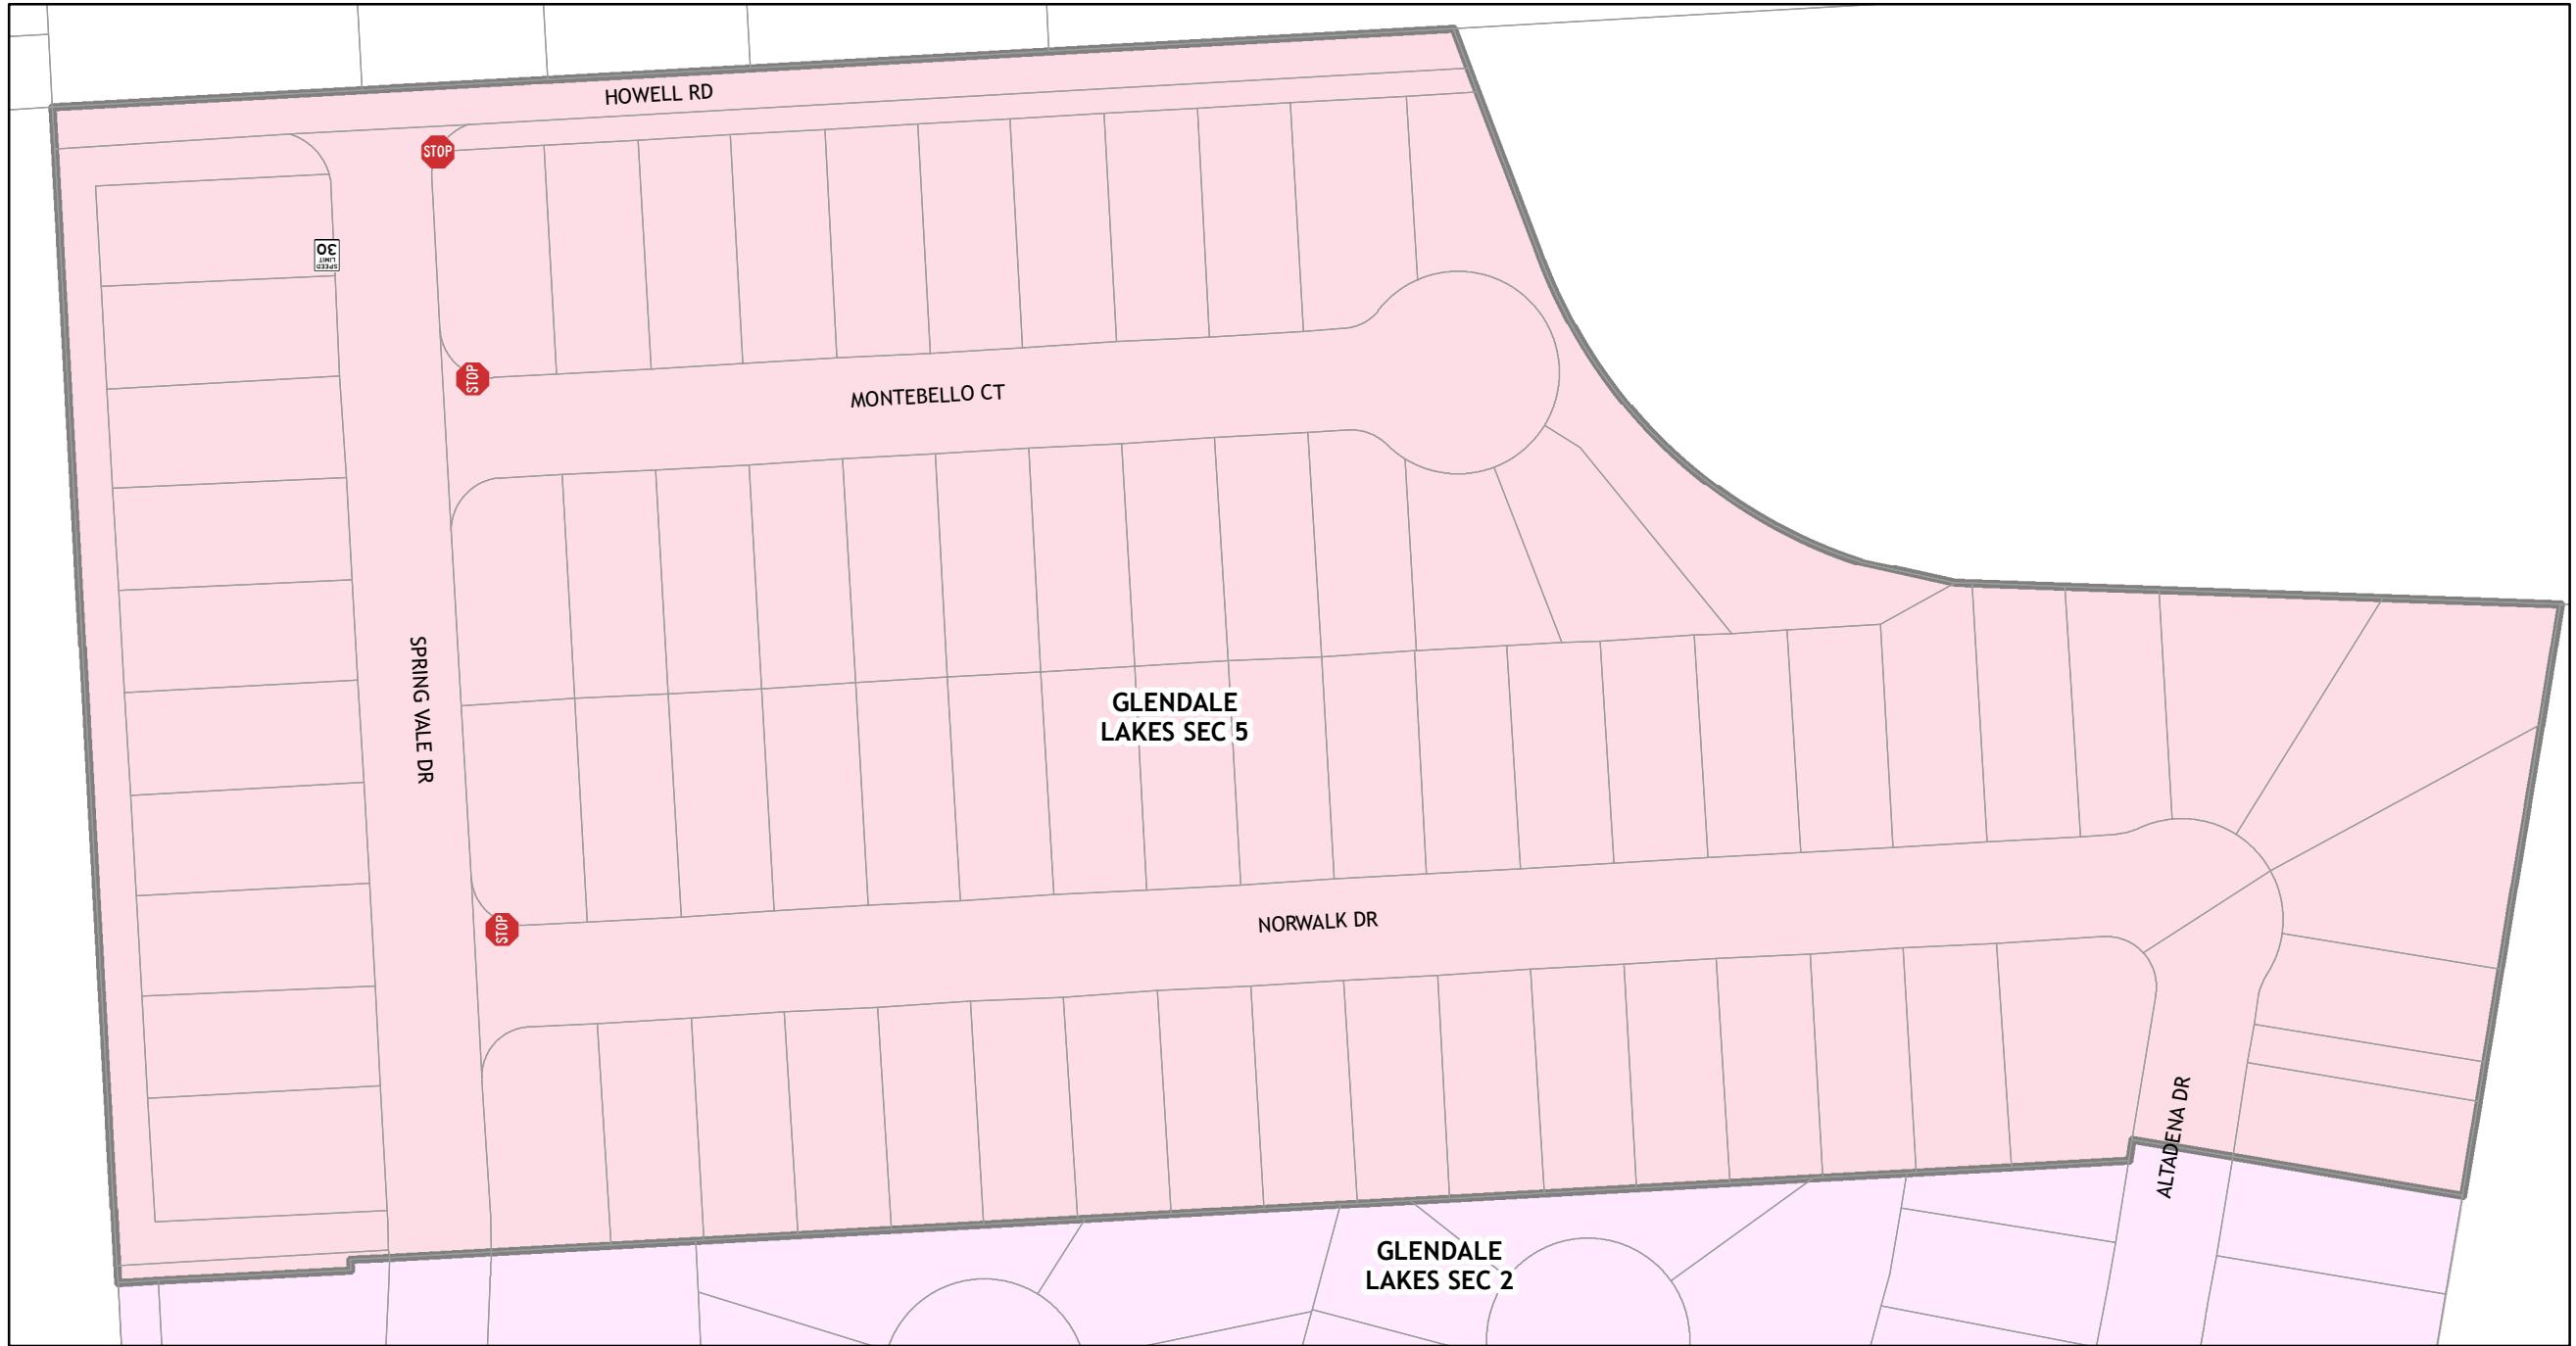 HOWELL RD
STOP
SPEED
LIMIT
30
STOP
MONTEBELLO CT
SPRING VALE DR
GLENDALE
LAKES SEC 5
STOP
NORWALK DR
ALTADENA DR
GLENDALE
LAKES SEC 2